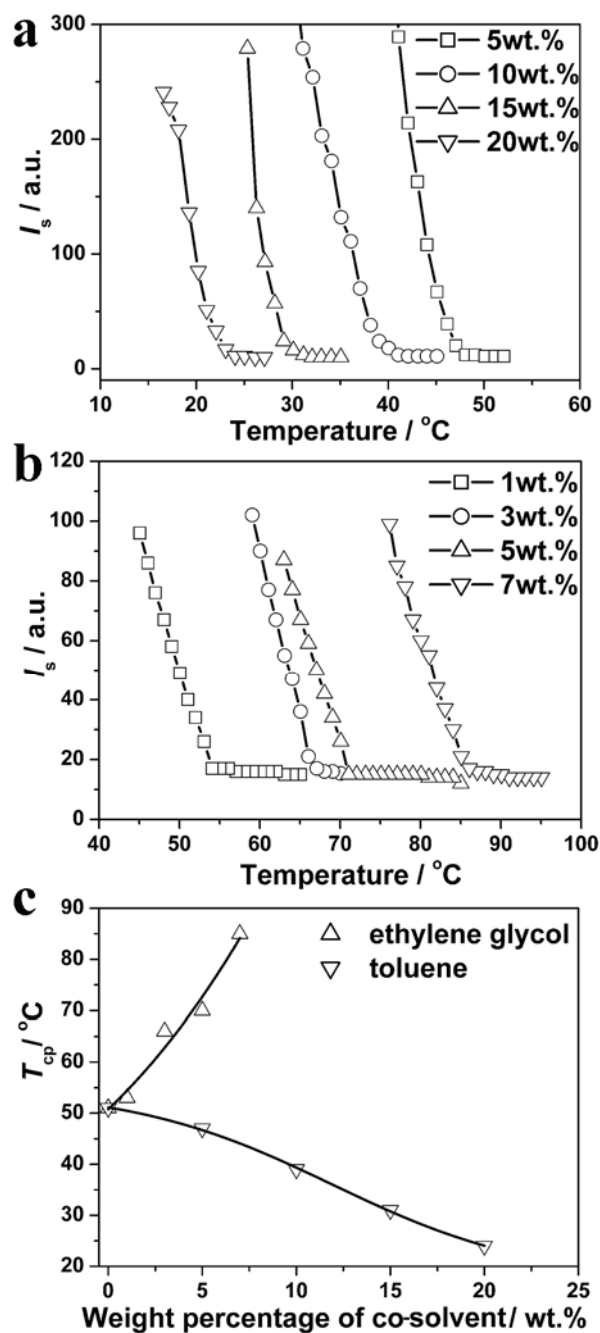 a
300
200
100
0
I_s / a.u.
5wt.%
10wt.%
15wt.%
20wt.%
10 20 30 40 50 60
Temperature / °C
b
120
100
80
60
40
20
0
I_s / a.u.
1wt.%
3wt.%
5wt.%
7wt.%
40 50 60 70 80 90 100
Temperature / °C
c
90
80
70
60
50
40
30
20
T_cp / °C
ethylene glycol
toluene
0 5 10 15 20 25
Weight percentage of co-solvent/ wt.%